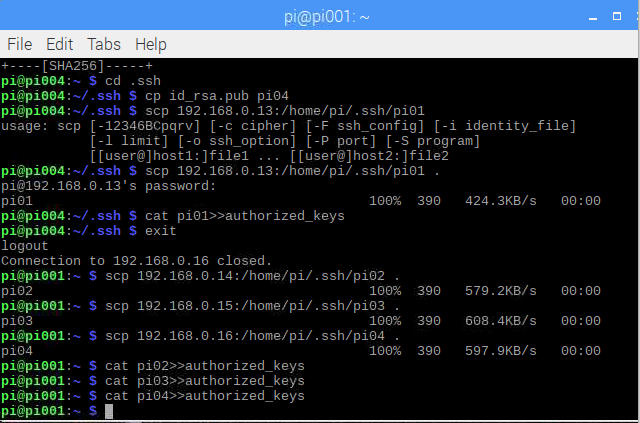 pi@pi001: ~
File Edit Tabs Help
+----[SHA256]-----+
pi@pi004:~ $ cd .ssh
pi@pi004:~/.ssh $ cp id_rsa.pub pi04
pi@pi004:~/.ssh $ scp 192.168.0.13:/home/pi/.ssh/pi01
usage: scp [-12346BCpqrv] [-c cipher] [-F ssh_config] [-i identity_file]
           [-l limit] [-o ssh_option] [-P port] [-S program]
           [[user@]host1:]file1 ... [[user@]host2:]file2
pi@pi004:~/.ssh $ scp 192.168.0.13:/home/pi/.ssh/pi01 .
pi@192.168.0.13's password:
pi01                                          100%  390   424.3KB/s   00:00
pi@pi004:~/.ssh $ cat pi01>>authorized_keys
pi@pi004:~/.ssh $ exit
logout
Connection to 192.168.0.16 closed.
pi@pi001:~ $ scp 192.168.0.14:/home/pi/.ssh/pi02 .
pi02                                          100%  390   579.2KB/s   00:00
pi@pi001:~ $ scp 192.168.0.15:/home/pi/.ssh/pi03 .
pi03                                          100%  390   608.4KB/s   00:00
pi@pi001:~ $ scp 192.168.0.16:/home/pi/.ssh/pi04 .
pi04                                          100%  390   597.9KB/s   00:00
pi@pi001:~ $ cat pi02>>authorized_keys
pi@pi001:~ $ cat pi03>>authorized_keys
pi@pi001:~ $ cat pi04>>authorized_keys
pi@pi001:~ $